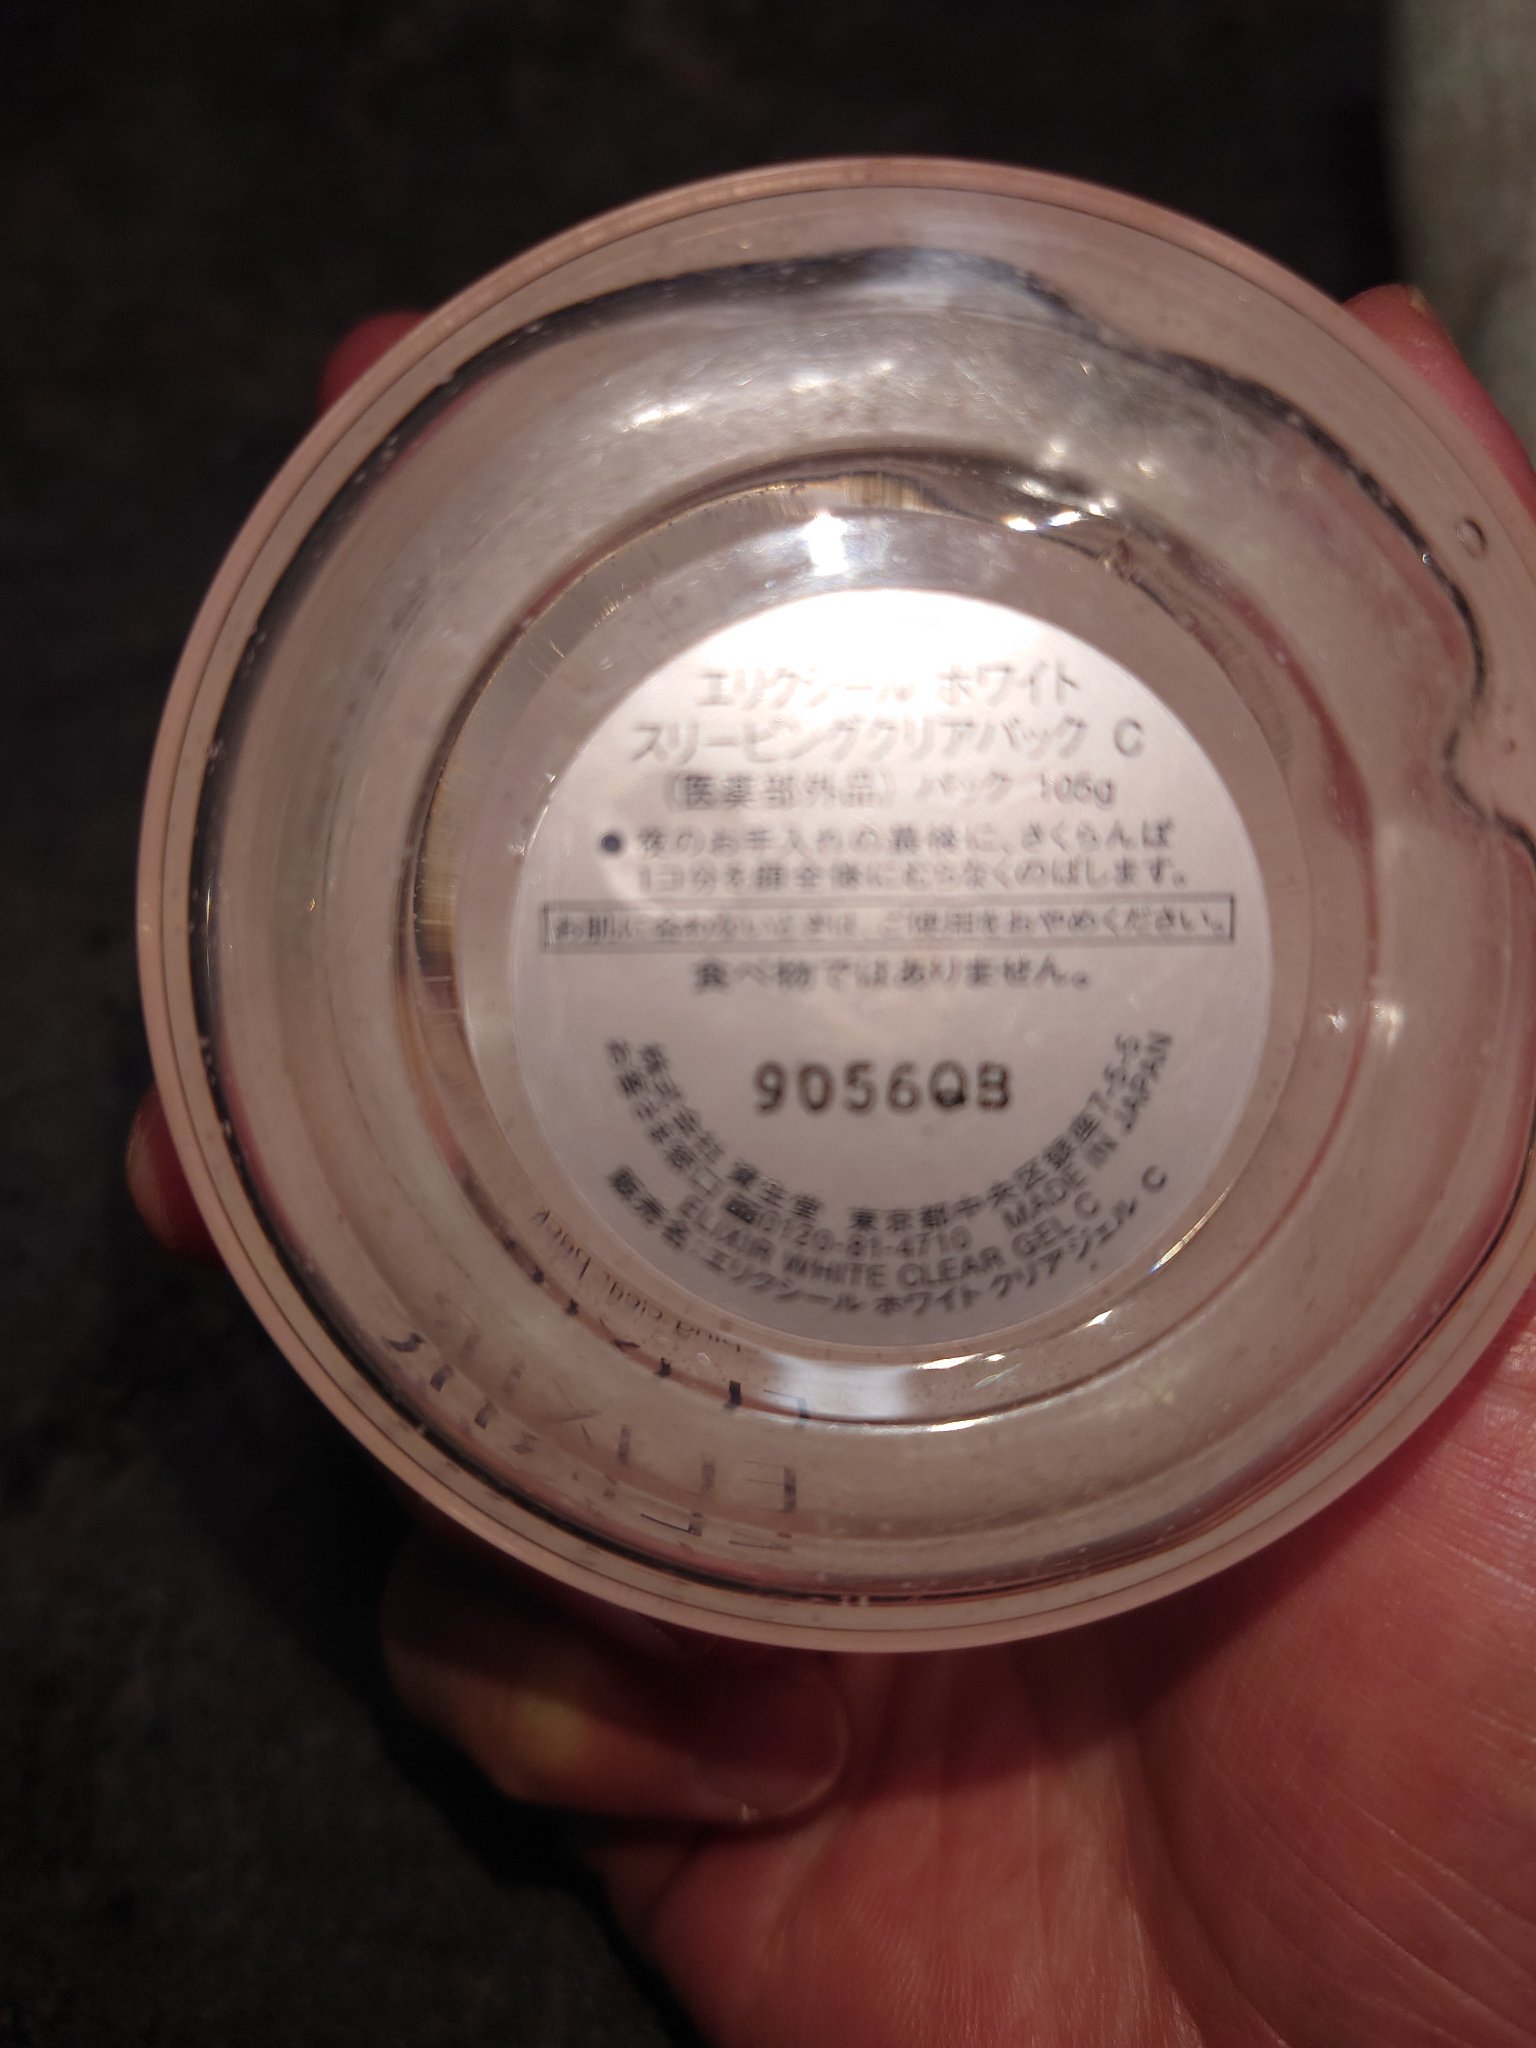 エリクシール ホワイト
スリーピングクリアパック C
(医薬部外品) パック 105g
●夜のお手入れの最後に、さくらんぼ
1コ分を顔全体にむらなくのばします。
お肌に合わないときは、ご使用をおやめください。
食べ物ではありません。
9056QB
株式会社 資生堂 東京都中央区銀座7-5-5
お客さま窓口 0120-81-4710 MADE IN JAPAN
ELIXIR WHITE CLEAR GEL C
販売名:エリクシール ホワイト クリアジェル C